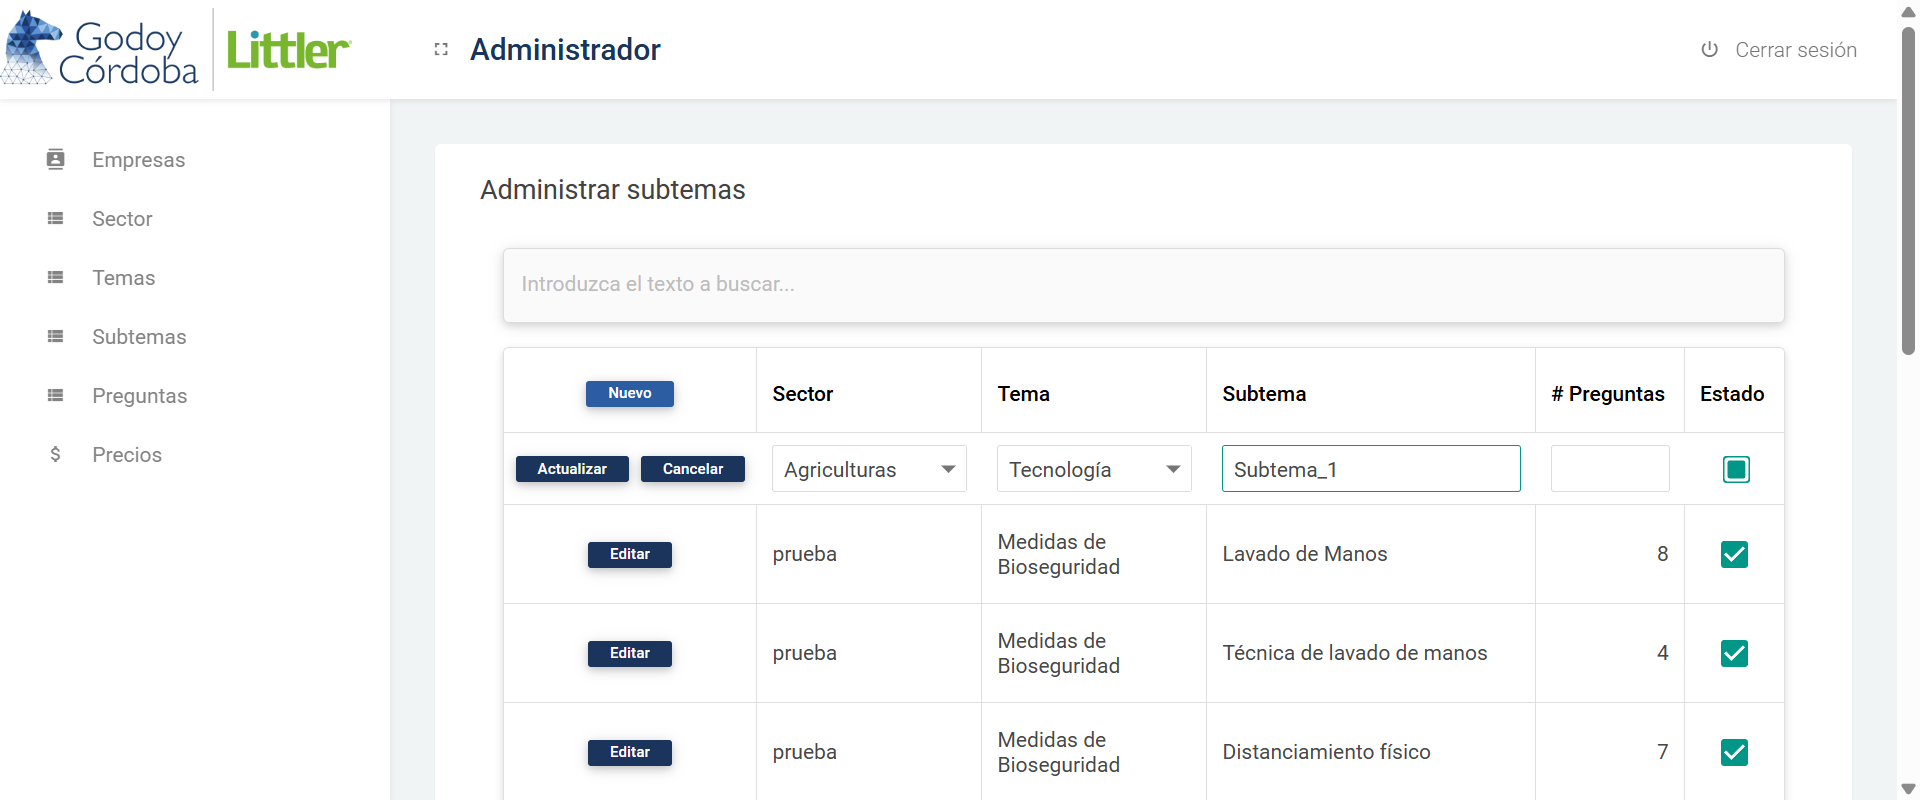 Godoy
Córdoba
Littler
Administrador
Cerrar sesión
Empresas
Sector
Temas
Subtemas
Preguntas
Precios
Administrar subtemas
Introduzca el texto a buscar...
Nuevo Sector Tema Subtema # Preguntas Estado
Actualizar Cancelar Agriculturas Tecnología Subtema_1
Editar prueba Medidas de Bioseguridad Lavado de Manos 8
Editar prueba Medidas de Bioseguridad Técnica de lavado de manos 4
Editar prueba Medidas de Bioseguridad Distanciamiento físico 7